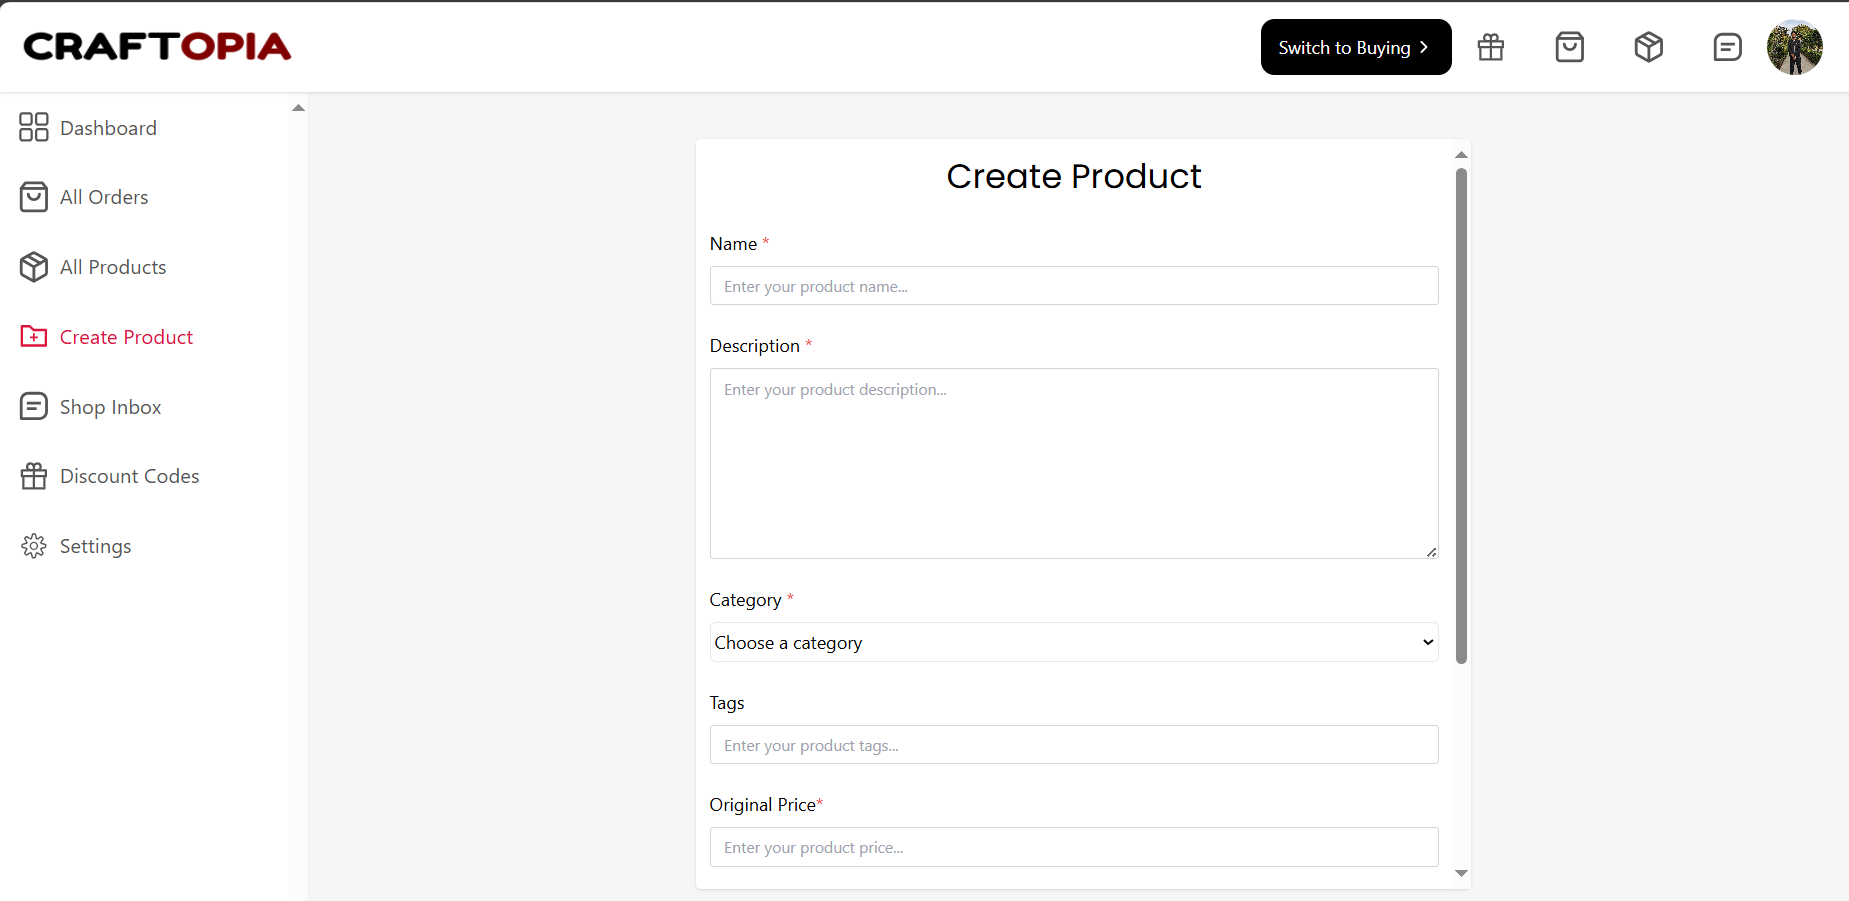 CRAFTOPIA
Switch to Buying
Dashboard
All Orders
All Products
Create Product
Shop Inbox
Discount Codes
Settings
Create Product
Name *
Enter your product name...
Description *
Enter your product description...
Category *
Choose a category
Tags
Enter your product tags...
Original Price*
Enter your product price...